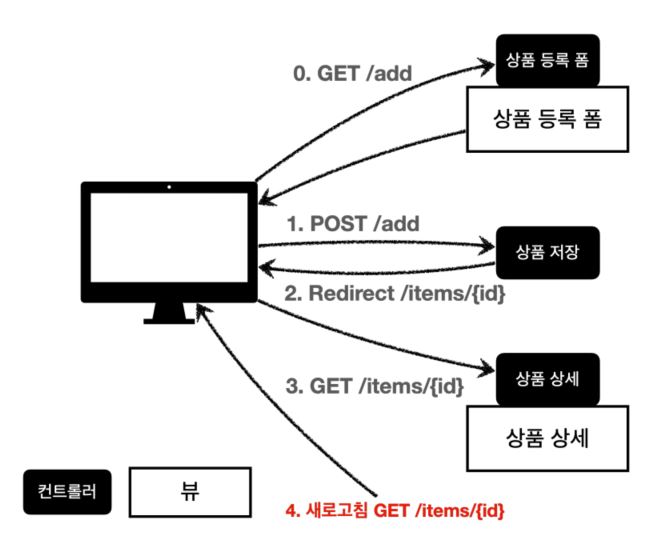 0. GET /add
상품 등록 폼
상품 등록 폼
1. POST /add
상품 저장
2. Redirect /items/{id}
3. GET /items/{id}
상품 상세
상품 상세
컨트롤러
뷰
4. 새로고침 GET /items/{id}